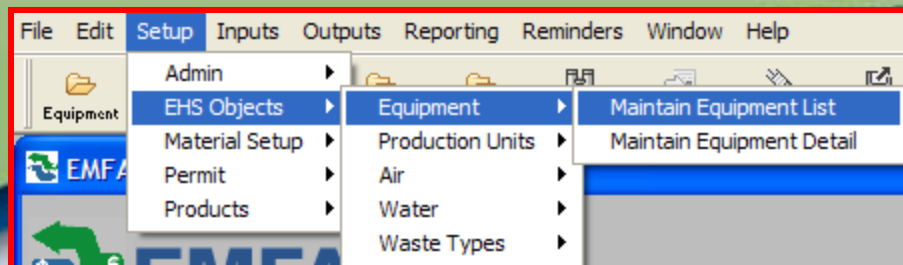 File Edit Setup Inputs Outputs Reporting Reminders Window Help
Equipment
Admin
EHS Objects
Material Setup
Permit
Products
Equipment
Production Units
Air
Water
Waste Types
Maintain Equipment List
Maintain Equipment Detail
EMFA